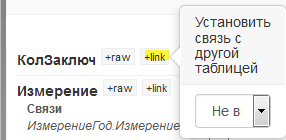 КолЗаключ +raw +link
Измерение +raw +link
Связи
ИзмерениеГод.Измерение
Установить
связь с
другой
таблицей
Не в